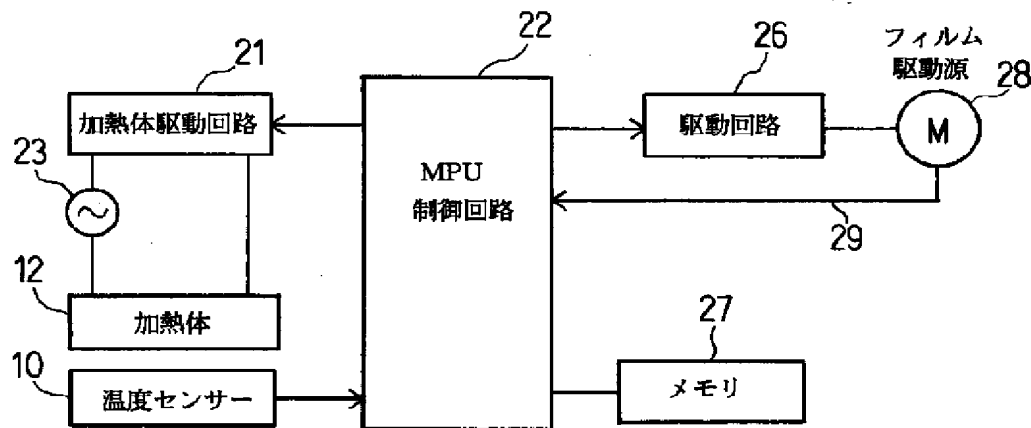 21
22
26
フィルム
駆動源
28
加熱体駆動回路
駆動回路
M
23
MPU
制御回路
29
12
加熱体
27
10
温度センサー
メモリ